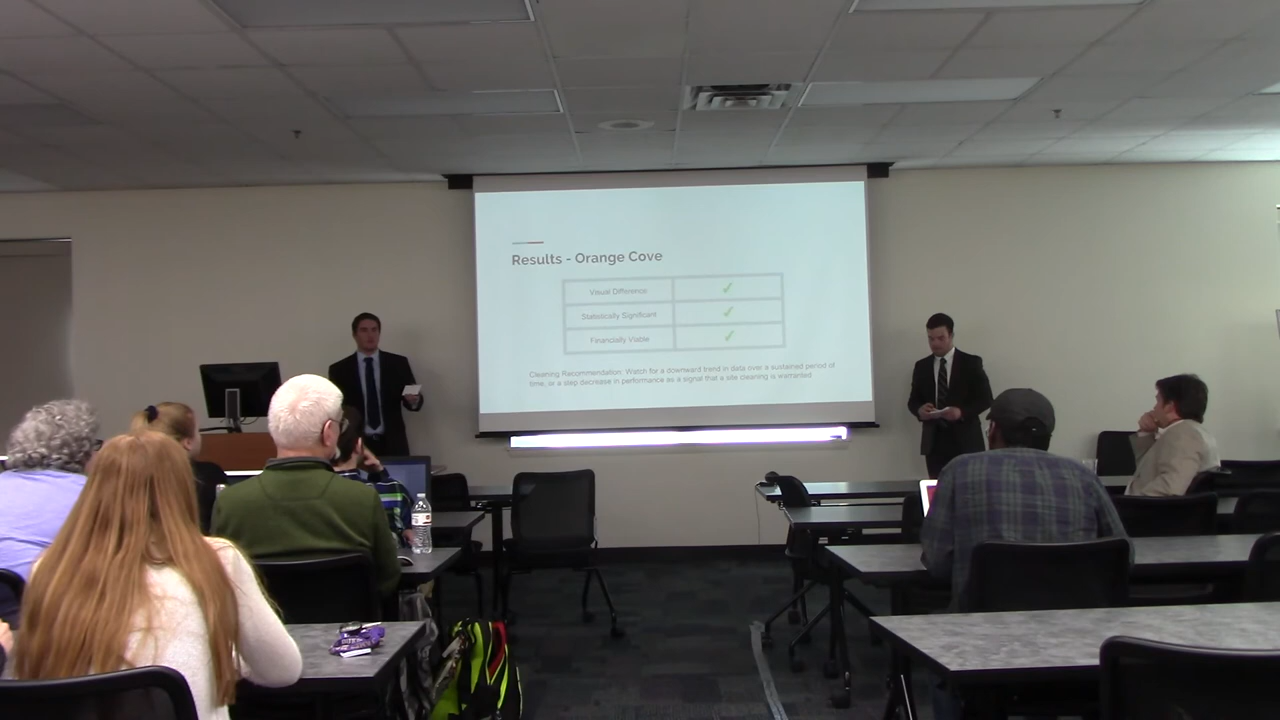 Results - Orange Cove
Visual Difference ✓
Statistically Significant ✓
Financially Viable ✓
Cleaning Recommendation: Watch for a downward trend in data over a sustained period of
time, or a step decrease in performance as a signal that a site cleaning is warranted